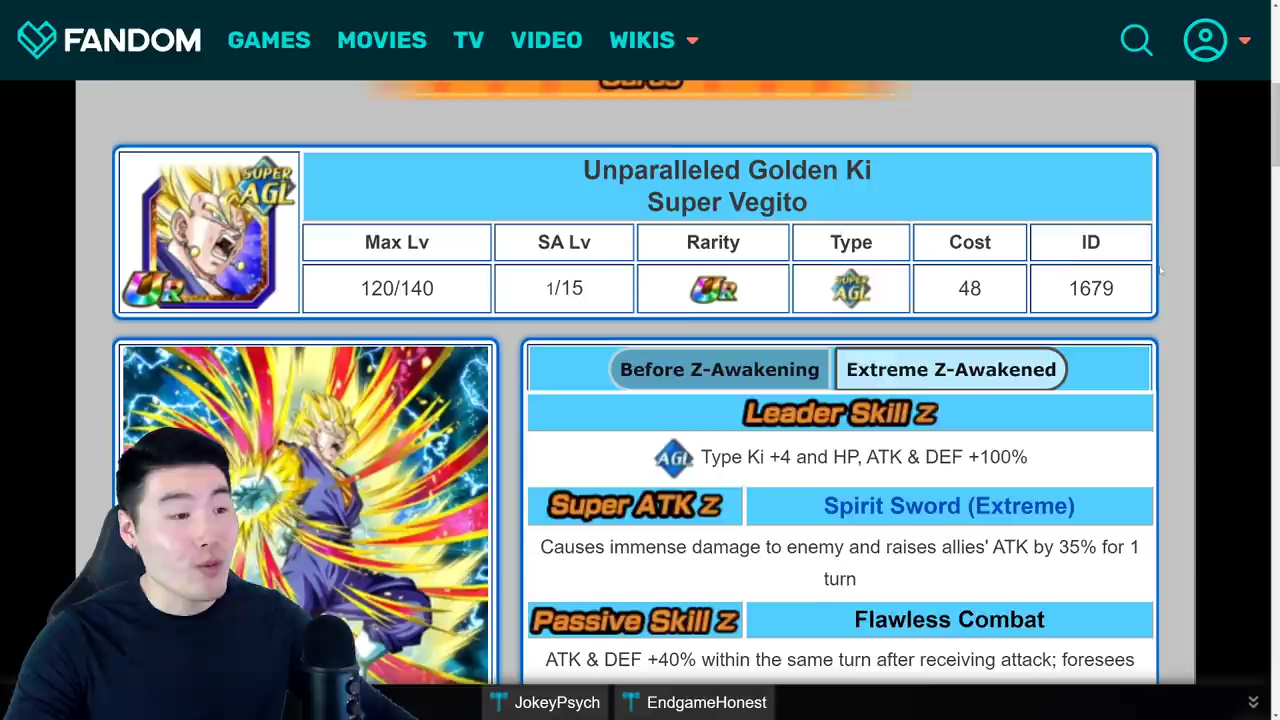 FANDOM GAMES MOVIES TV VIDEO WIKIS
Unparalleled Golden Ki
Super Vegito
Max Lv SA Lv Rarity Type Cost ID
120/140 1/15 UR SUPER AGL 48 1679
SUPER AGL
UR
Before Z-Awakening Extreme Z-Awakened
Leader Skill Z
AGL Type Ki +4 and HP, ATK & DEF +100%
Super ATK Z Spirit Sword (Extreme)
Causes immense damage to enemy and raises allies' ATK by 35% for 1
turn
Passive Skill Z Flawless Combat
ATK & DEF +40% within the same turn after receiving attack; foresees
JokeyPsych EndgameHonest